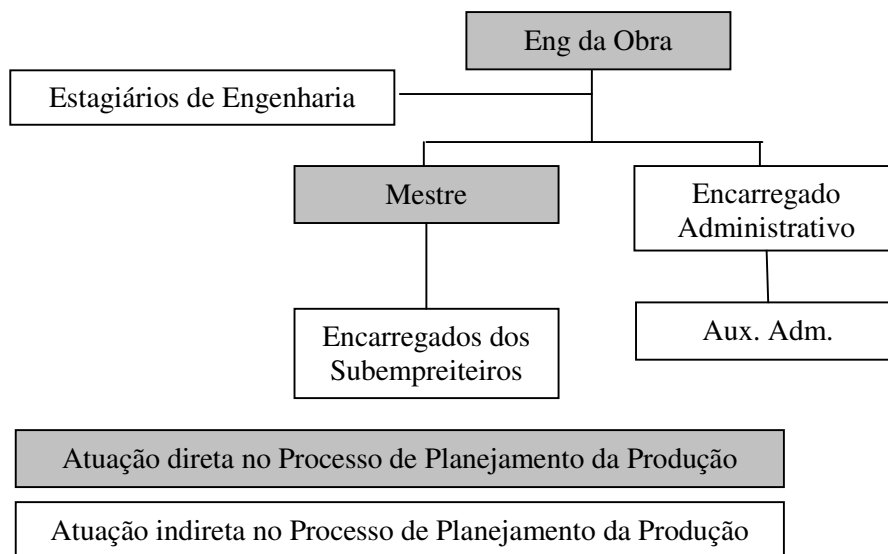 Eng da Obra
Estagiários de Engenharia
Mestre
Encarregado
Administrativo
Encarregados dos
Subempreiteiros
Aux. Adm.
Atuação direta no Processo de Planejamento da Produção
Atuação indireta no Processo de Planejamento da Produção